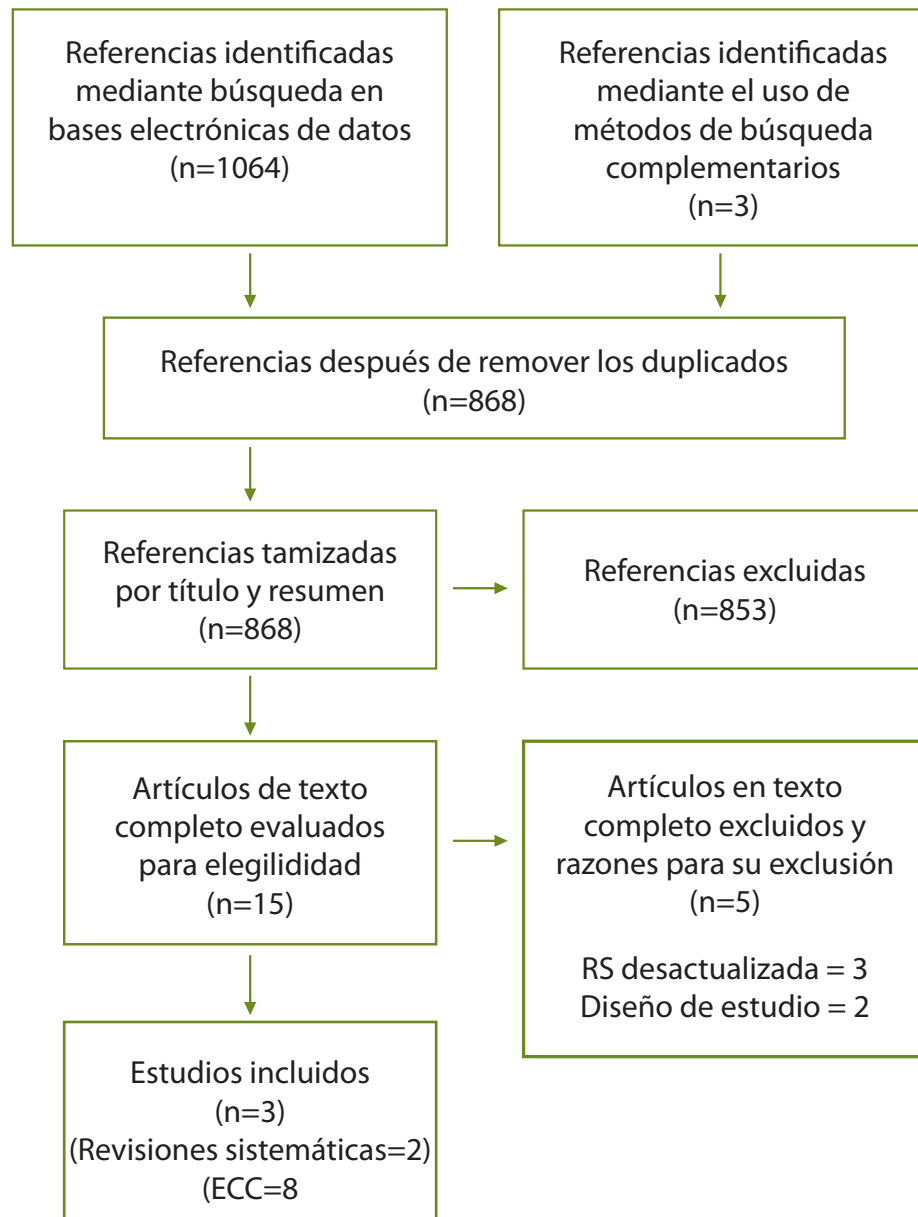 Referencias identificadas
mediante búsqueda en
bases electrónicas de datos
(n=1064)
Referencias identificadas
mediante el uso de
métodos de búsqueda
complementarios
(n=3)
Referencias después de remover los duplicados
(n=868)
Referencias tamizadas
por título y resumen
(n=868)
Referencias excluidas
(n=853)
Artículos de texto
completo evaluados
para elegilididad
(n=15)
Artículos en texto
completo excluidos y
razones para su exclusión
(n=5)
RS desactualizada = 3
Diseño de estudio = 2
Estudios incluidos
(n=3)
(Revisiones sistemáticas=2)
(ECC=8